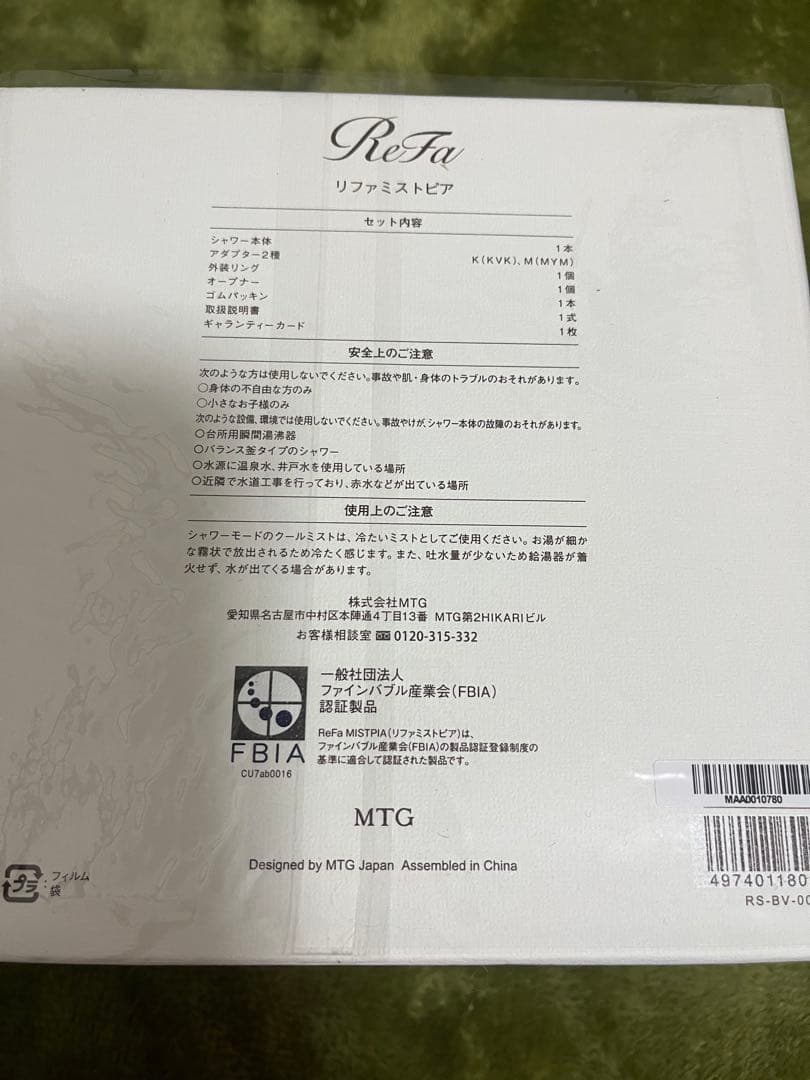 ReFa
リファミストピア
セット内容
シャワー本体 1本
アダプター2種 K(KVK)、M(MYM)
外装リング 1個
オープナー 1個
ゴムパッキン 1本
取扱説明書 1式
ギャランティーカード 1枚
安全上のご注意
次のような方は使用しないでください。事故や肌・身体のトラブルのおそれがあります。
○身体の不自由な方のみ
○小さなお子様のみ
次のような設備、環境では使用しないでください。事故やけが、シャワー本体の故障のおそれがあります。
○台所用瞬間湯沸器
○バランス釜タイプのシャワー
○水源に温泉水、井戸水を使用している場所
○近隣で水道工事を行っており、赤水などが出ている場所
使用上のご注意
シャワーモードのクールミストは、冷たいミストとしてご使用ください。お湯が細か
な霧状で放出されるため冷たく感じます。また、吐水量が少ないため給湯器が着
火せず、水が出てくる場合があります。
株式会社MTG
愛知県名古屋市中村区本陣通4丁目13番 MTG第2HIKARIビル
お客様相談室 0120-315-332
一般社団法人
ファインバブル産業会(FBIA)
認証製品
FBIA
CU7ab0016
ReFa MISTPIA(リファミストピア)は、
ファインバブル産業会(FBIA)の製品認証登録制度の
基準に適合して認証された製品です。
MAA0010780
MTG
プラ : フィルム
袋
Designed by MTG Japan Assembled in China
497401180
RS-BV-00